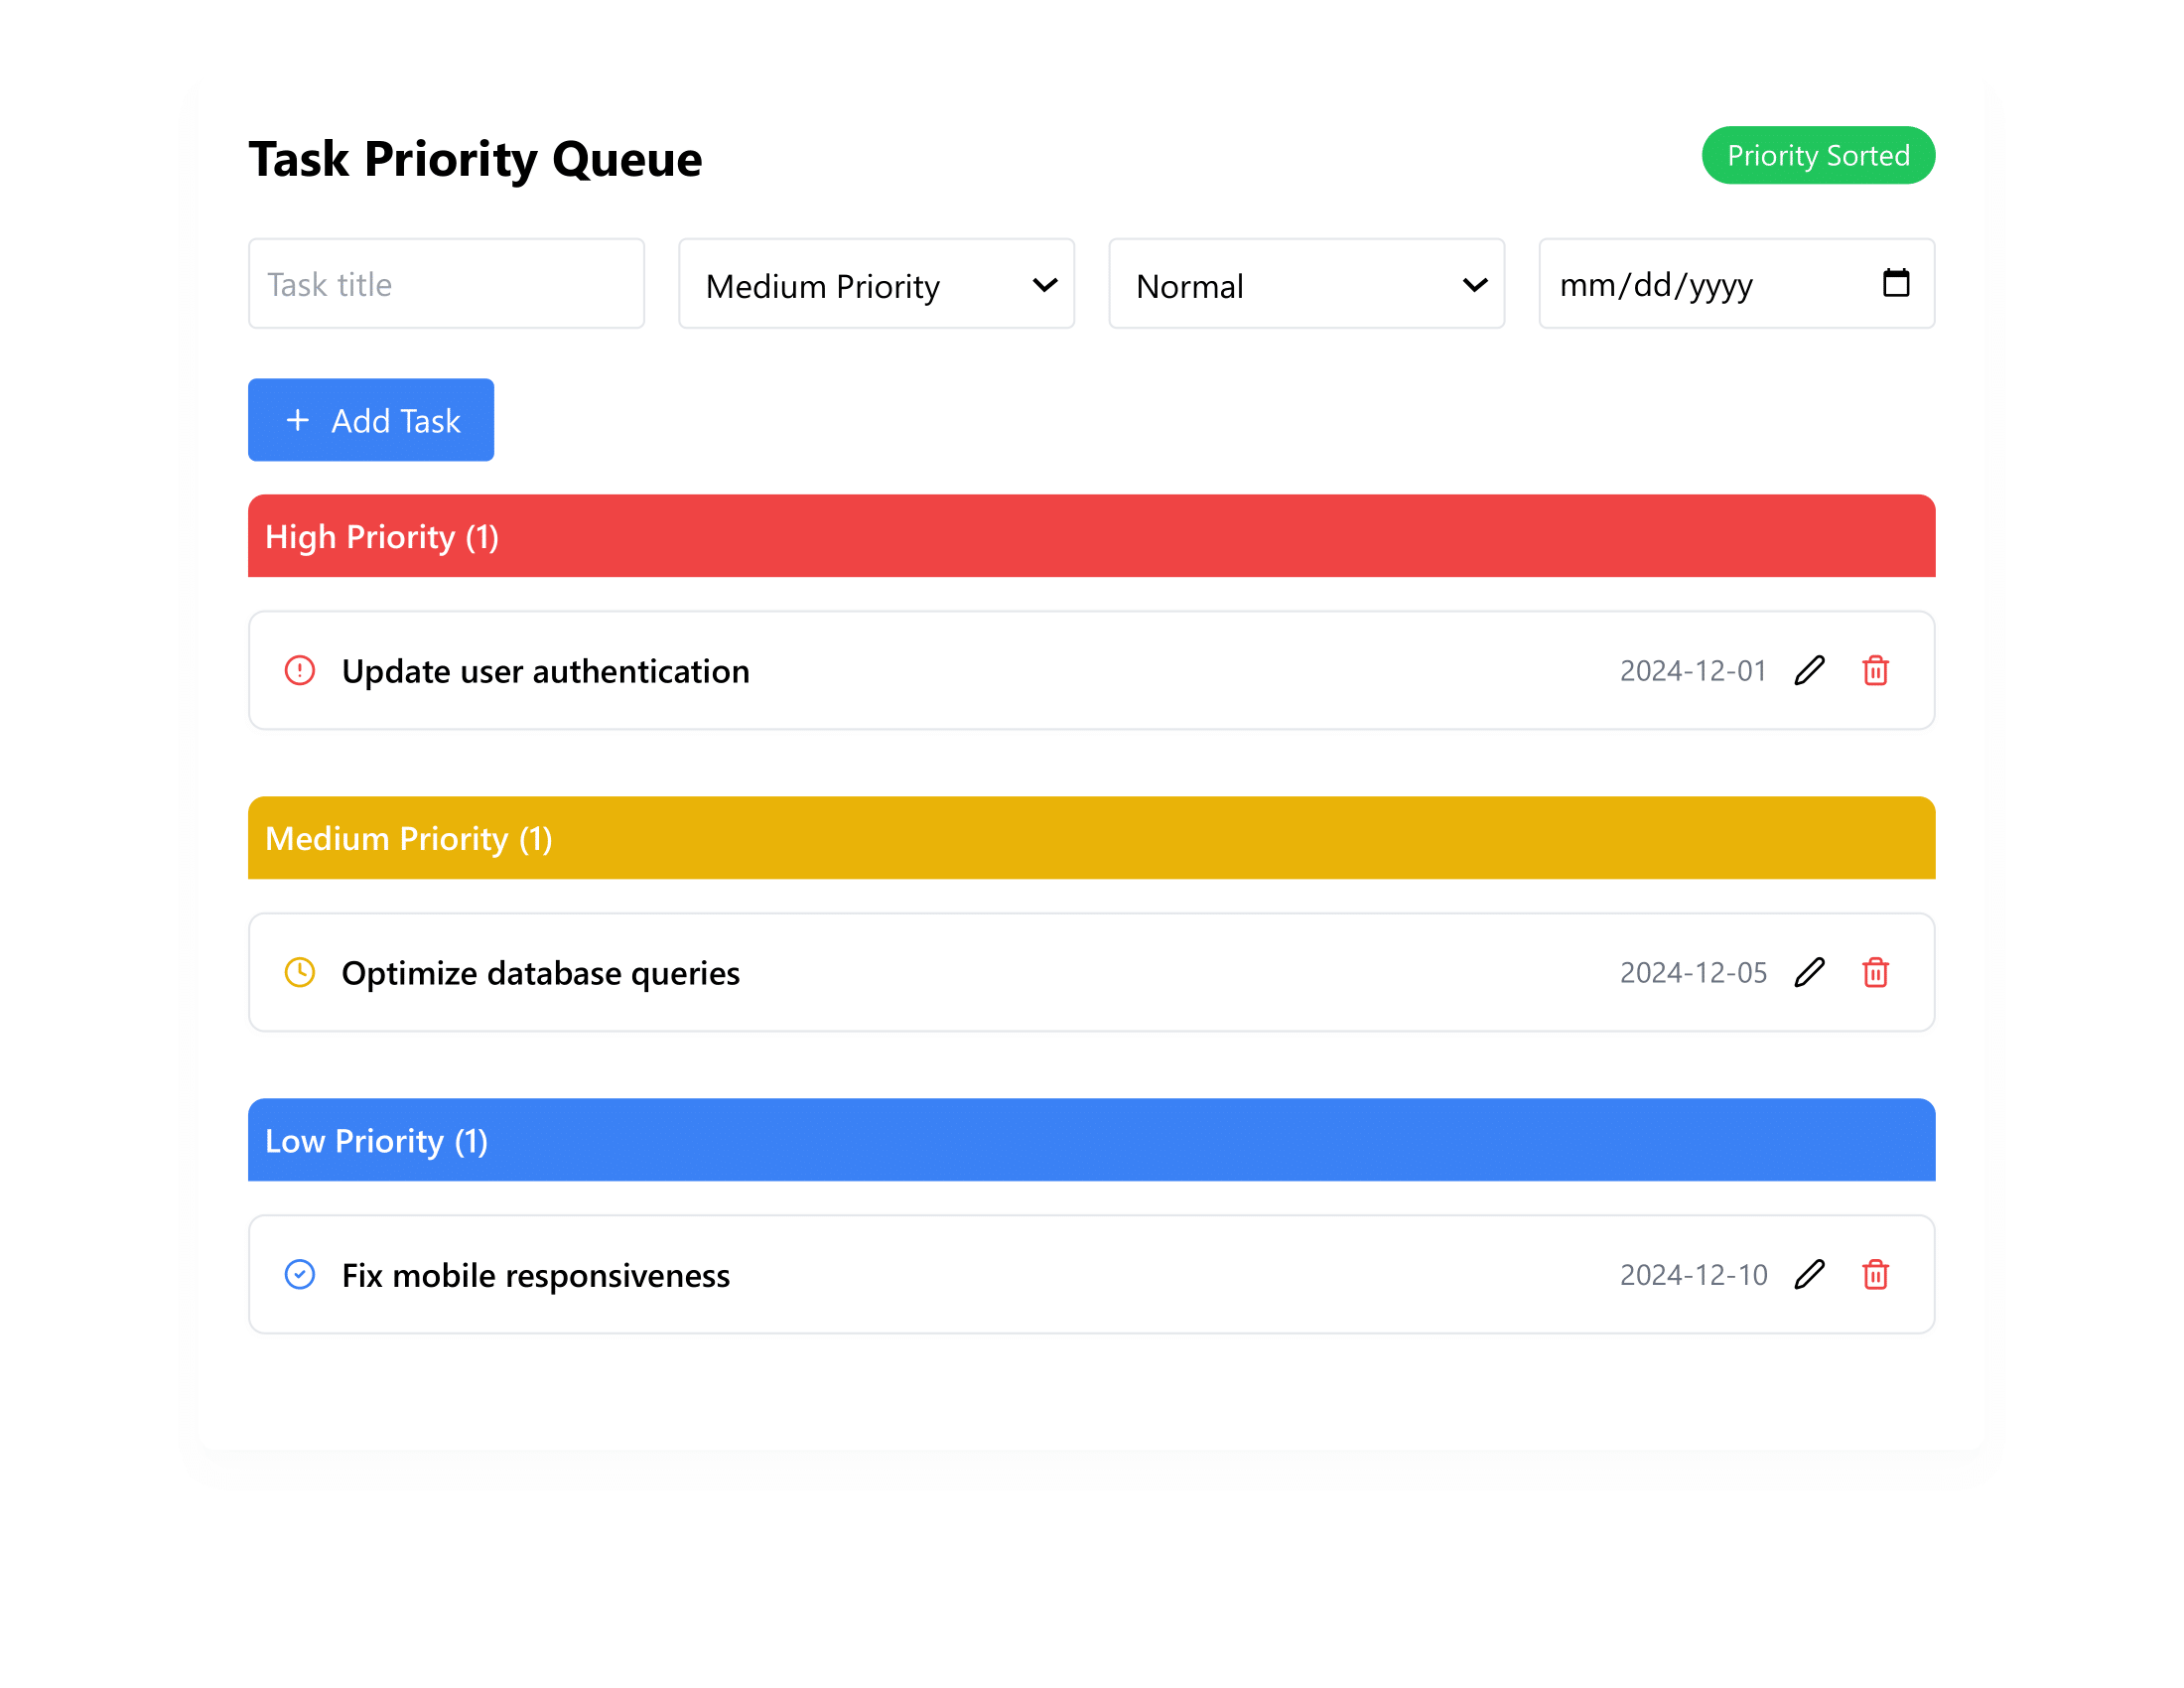 Task Priority Queue
Priority Sorted
Task title
Medium Priority
Normal
mm/dd/yyyy
+ Add Task
High Priority (1)
Update user authentication
2024-12-01
Medium Priority (1)
Optimize database queries
2024-12-05
Low Priority (1)
Fix mobile responsiveness
2024-12-10